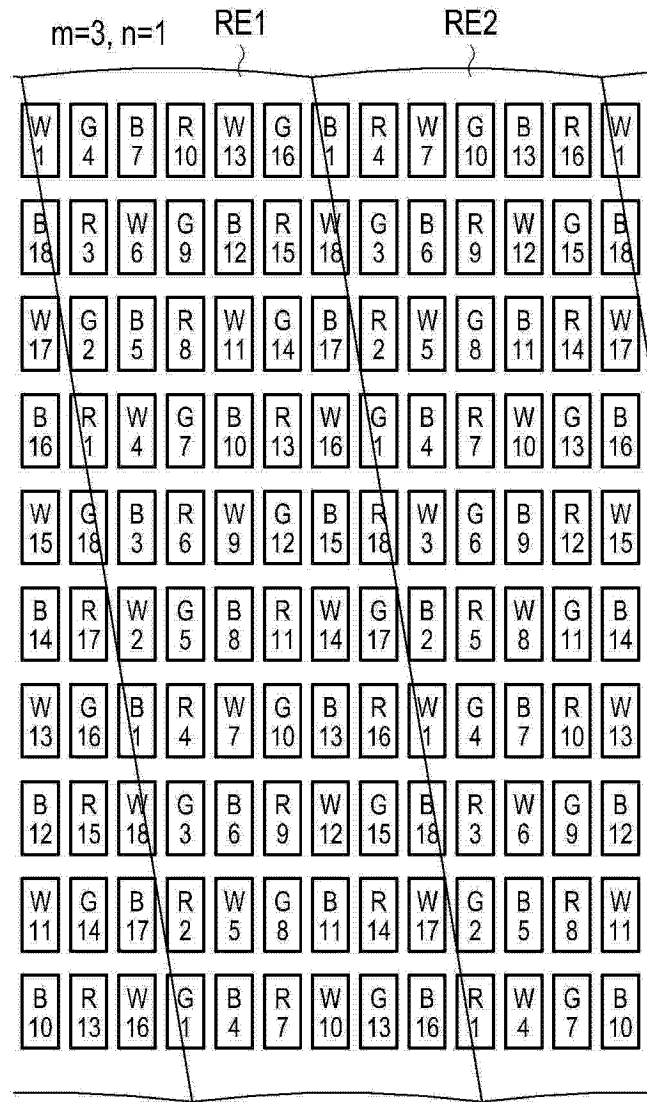 m=3, n=1 RE1 RE2
W G B R W G B R W G B R W
1 4 7 10 13 16 1 4 7 10 13 16 1
B R W G B R W G B R W G B
18 3 6 9 12 15 18 3 6 9 12 15 18
W G B R W G B R W G B R W
17 2 5 8 11 14 17 2 5 8 11 14 17
B R W G B R W G B R W G B
16 1 4 7 10 13 16 1 4 7 10 13 16
W G B R W G B R W G B R W
15 18 3 6 9 12 15 18 3 6 9 12 15
B R W G B R W G B R W G B
14 17 2 5 8 11 14 17 2 5 8 11 14
W G B R W G B R W G B R W
13 16 1 4 7 10 13 16 1 4 7 10 13
B R W G B R W G B R W G B
12 15 18 3 6 9 12 15 18 3 6 9 12
W G B R W G B R W G B R W
11 14 17 2 5 8 11 14 17 2 5 8 11
B R W G B R W G B R W G B
10 13 16 1 4 7 10 13 16 1 4 7 10